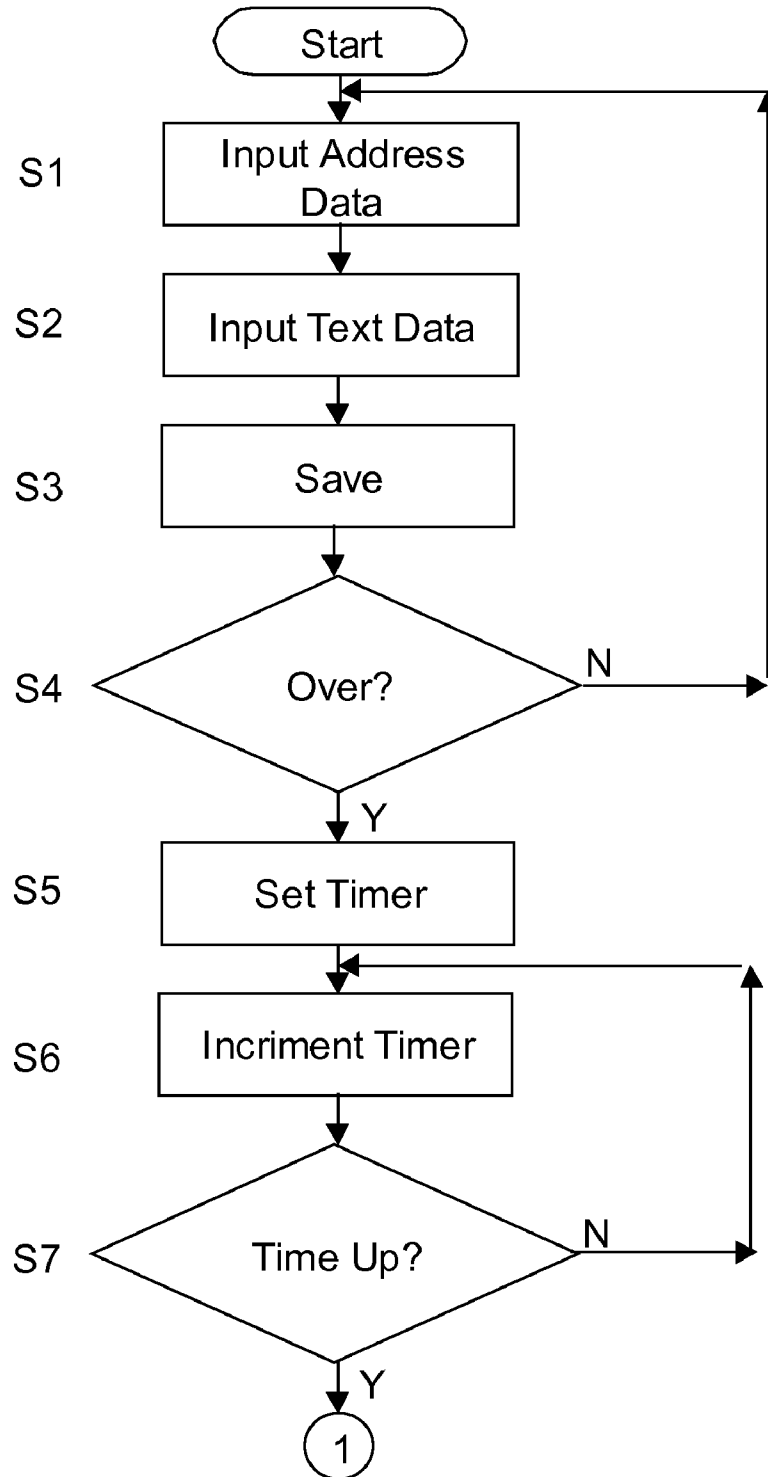 Start
S1
Input Address
Data
S2
Input Text Data
S3
Save
S4
Over?
N
Y
S5
Set Timer
S6
Incriment Timer
S7
Time Up?
N
Y
1